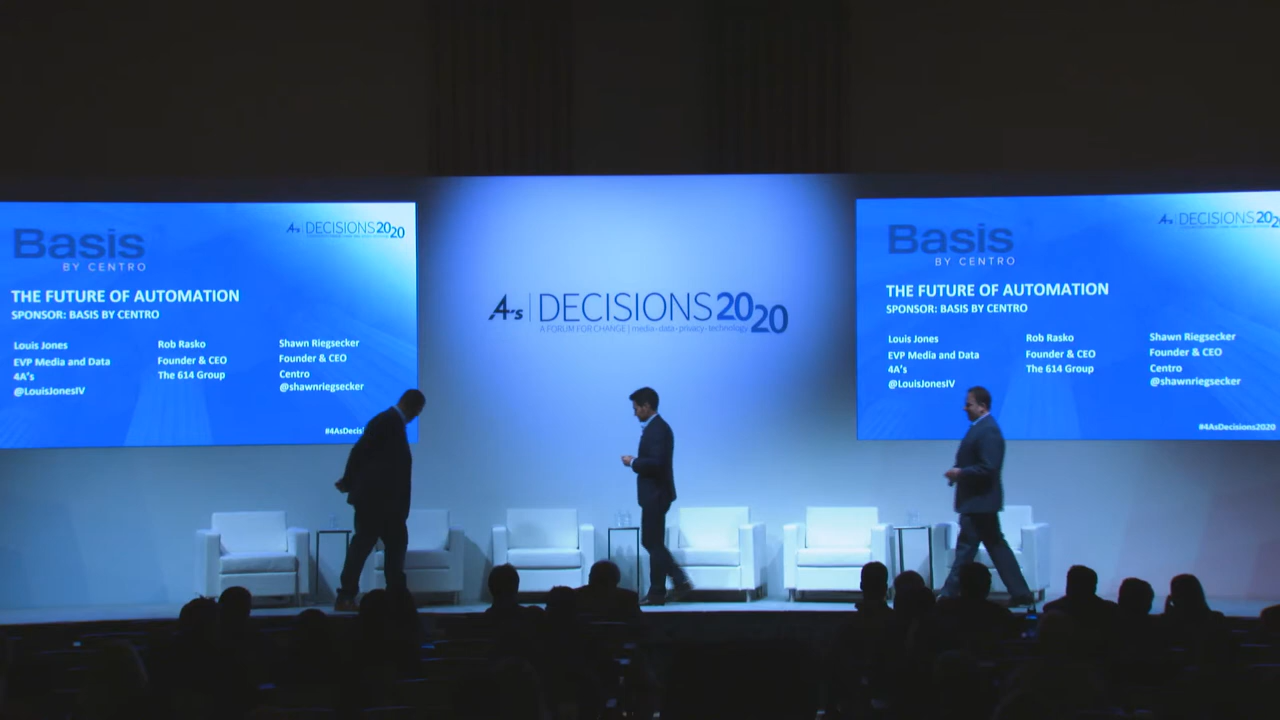 Basis
BY CENTRO
4A's DECISIONS 2020
THE FUTURE OF AUTOMATION
SPONSOR: BASIS BY CENTRO
Louis Jones
EVP Media and Data
4A's
@LouisJonesIV
Rob Rasko
Founder & CEO
The 614 Group
Shawn Riegsecker
Founder & CEO
Centro
@shawnriegsecker
#4AsDecis
4A's DECISIONS 2020
A FORUM FOR CHANGE | media · data · privacy · technology
Basis
BY CENTRO
4A's DECISIONS 202
THE FUTURE OF AUTOMATION
SPONSOR: BASIS BY CENTRO
Louis Jones
EVP Media and Data
4A's
@LouisJonesIV
Rob Rasko
Founder & CEO
The 614 Group
Shawn Riegsecker
Founder & CEO
Centro
@shawnriegsecker
#4AsDecisions2020